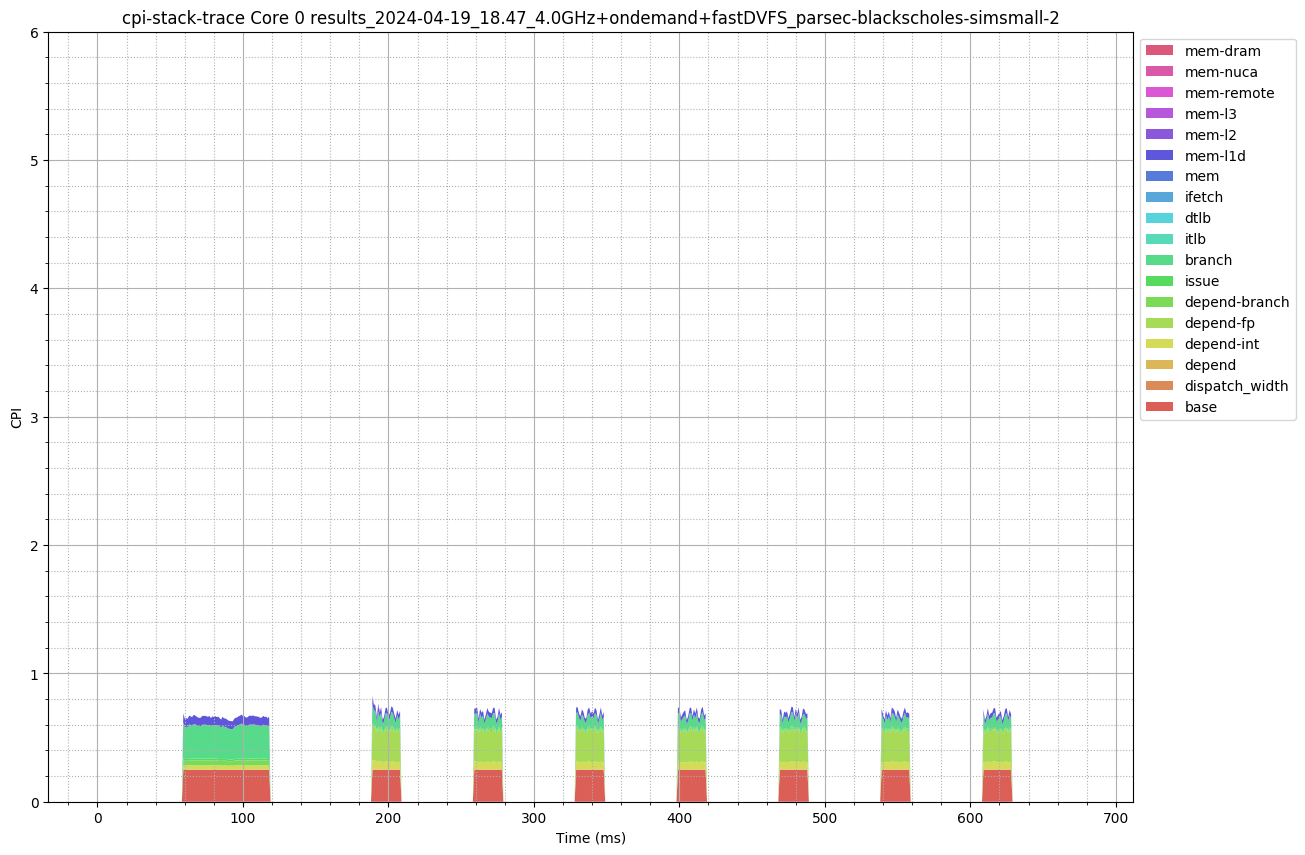 cpi-stack-trace Core 0 results_2024-04-19_18.47_4.0GHz+ondemand+fastDVFS_parsec-blackscholes-simsmall-2
6
5
4
3
2
1
0
CPI
0 100 200 300 400 500 600 700
Time (ms)
mem-dram
mem-nuca
mem-remote
mem-l3
mem-l2
mem-l1d
mem
ifetch
dtlb
itlb
branch
issue
depend-branch
depend-fp
depend-int
depend
dispatch_width
base